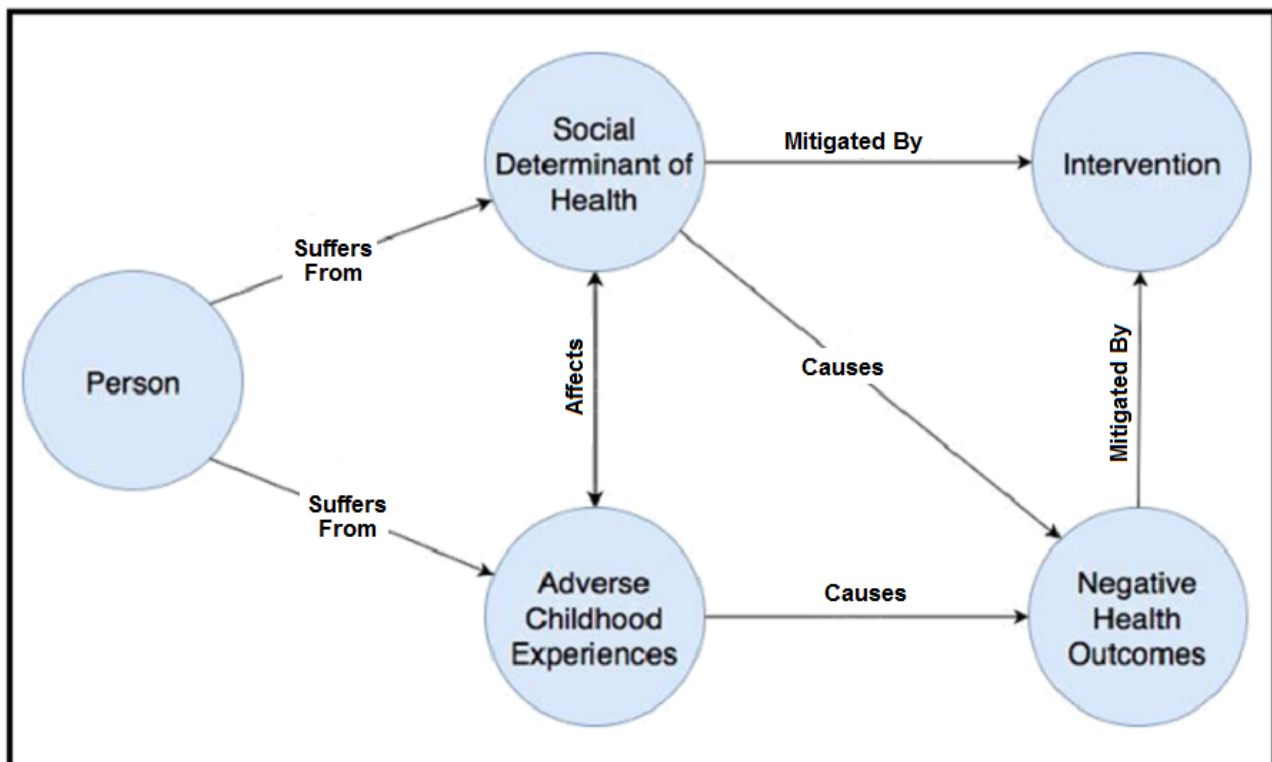 Social
Determinant of
Health
Mitigated By
Intervention
Suffers
From
Person
Affects
Causes
Mitigated By
Suffers
From
Adverse
Childhood
Experiences
Causes
Negative
Health
Outcomes